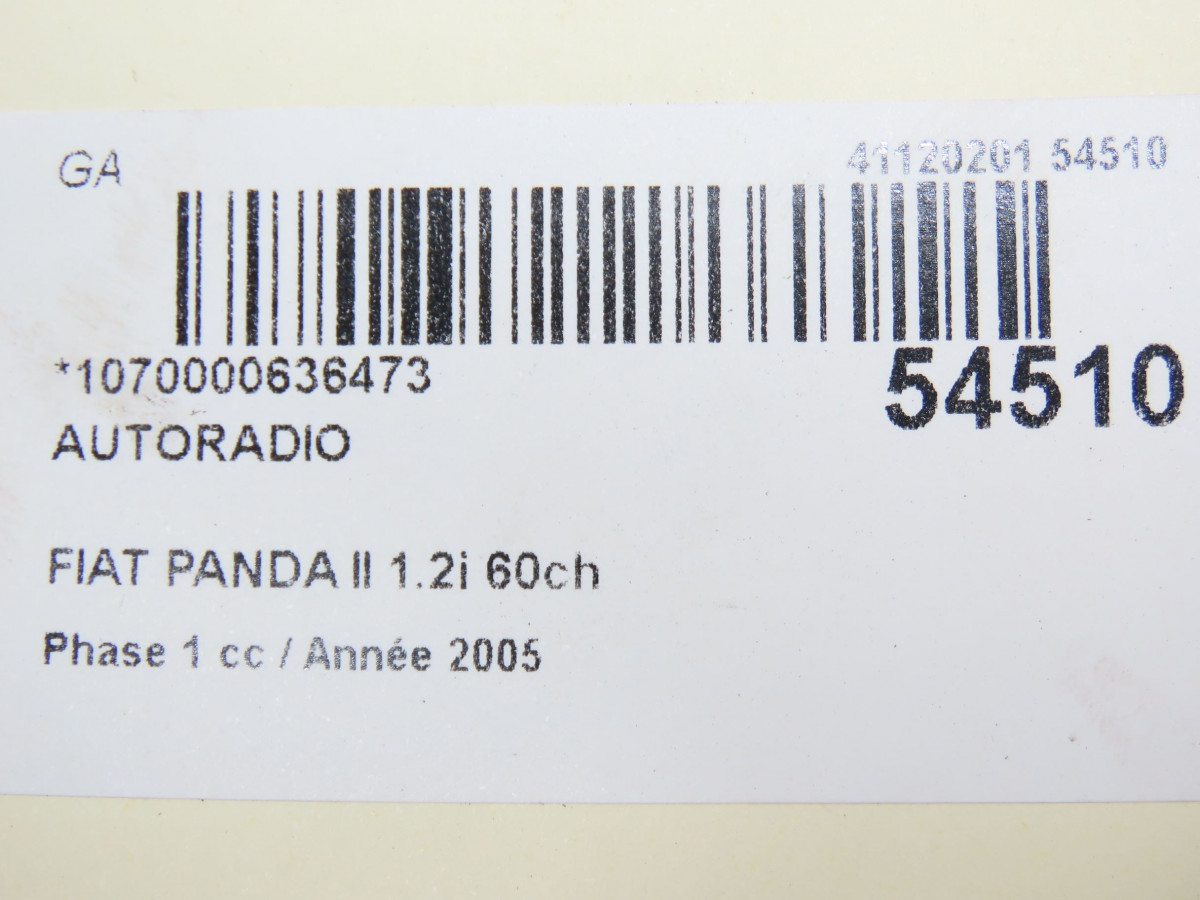 GA
41120201 54510
*1070000636473
54510
AUTORADIO
FIAT PANDA II 1.2i 60ch
Phase 1 cc / Année 2005